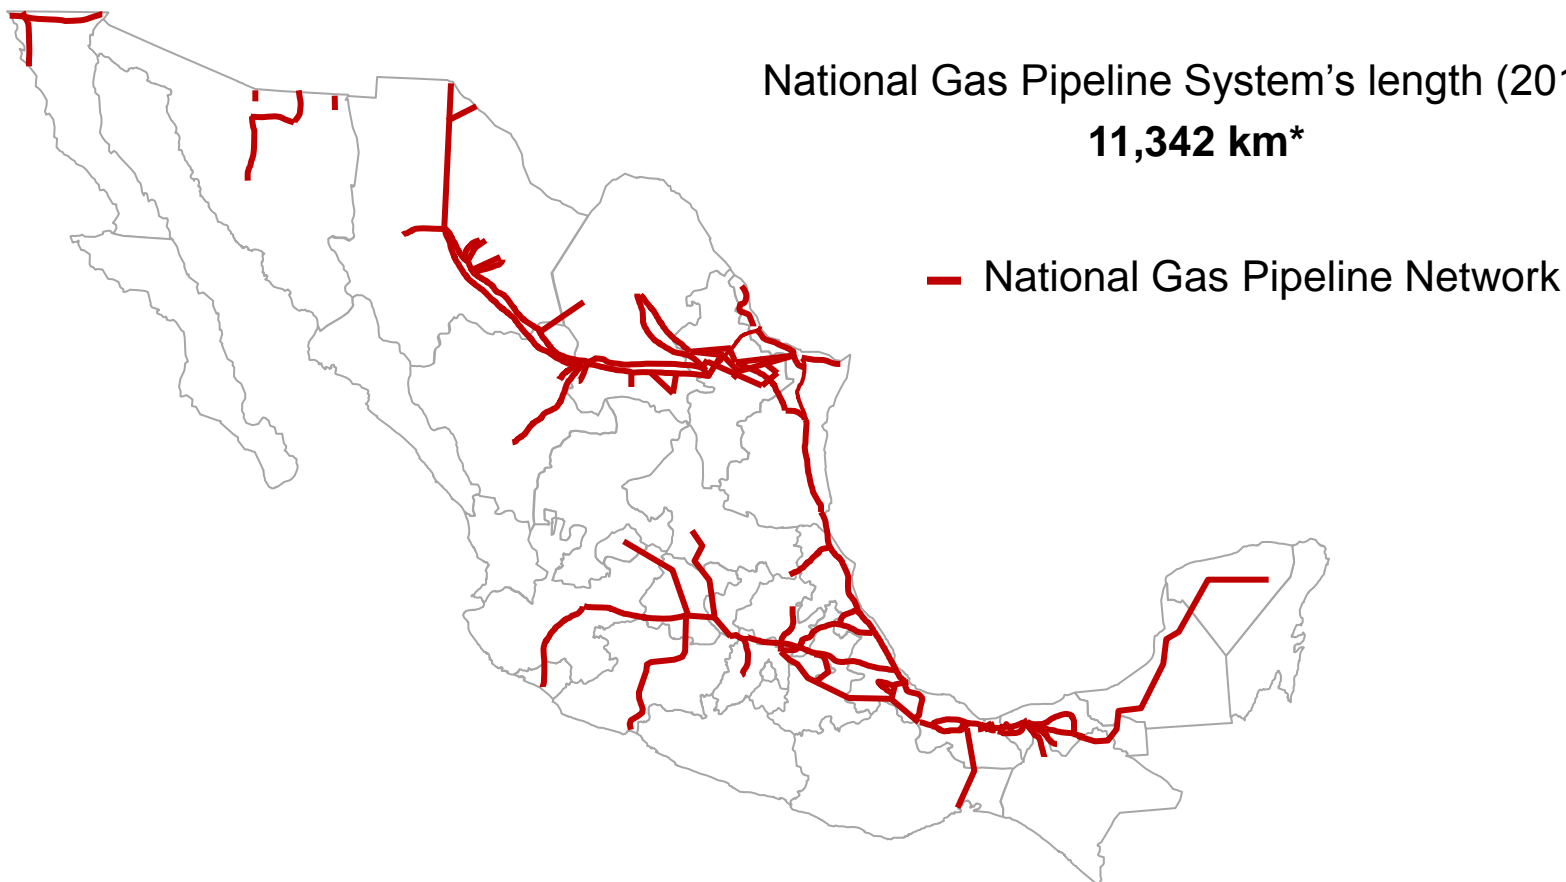 National Gas Pipeline System’s length (201
11,342 km*
National Gas Pipeline Network